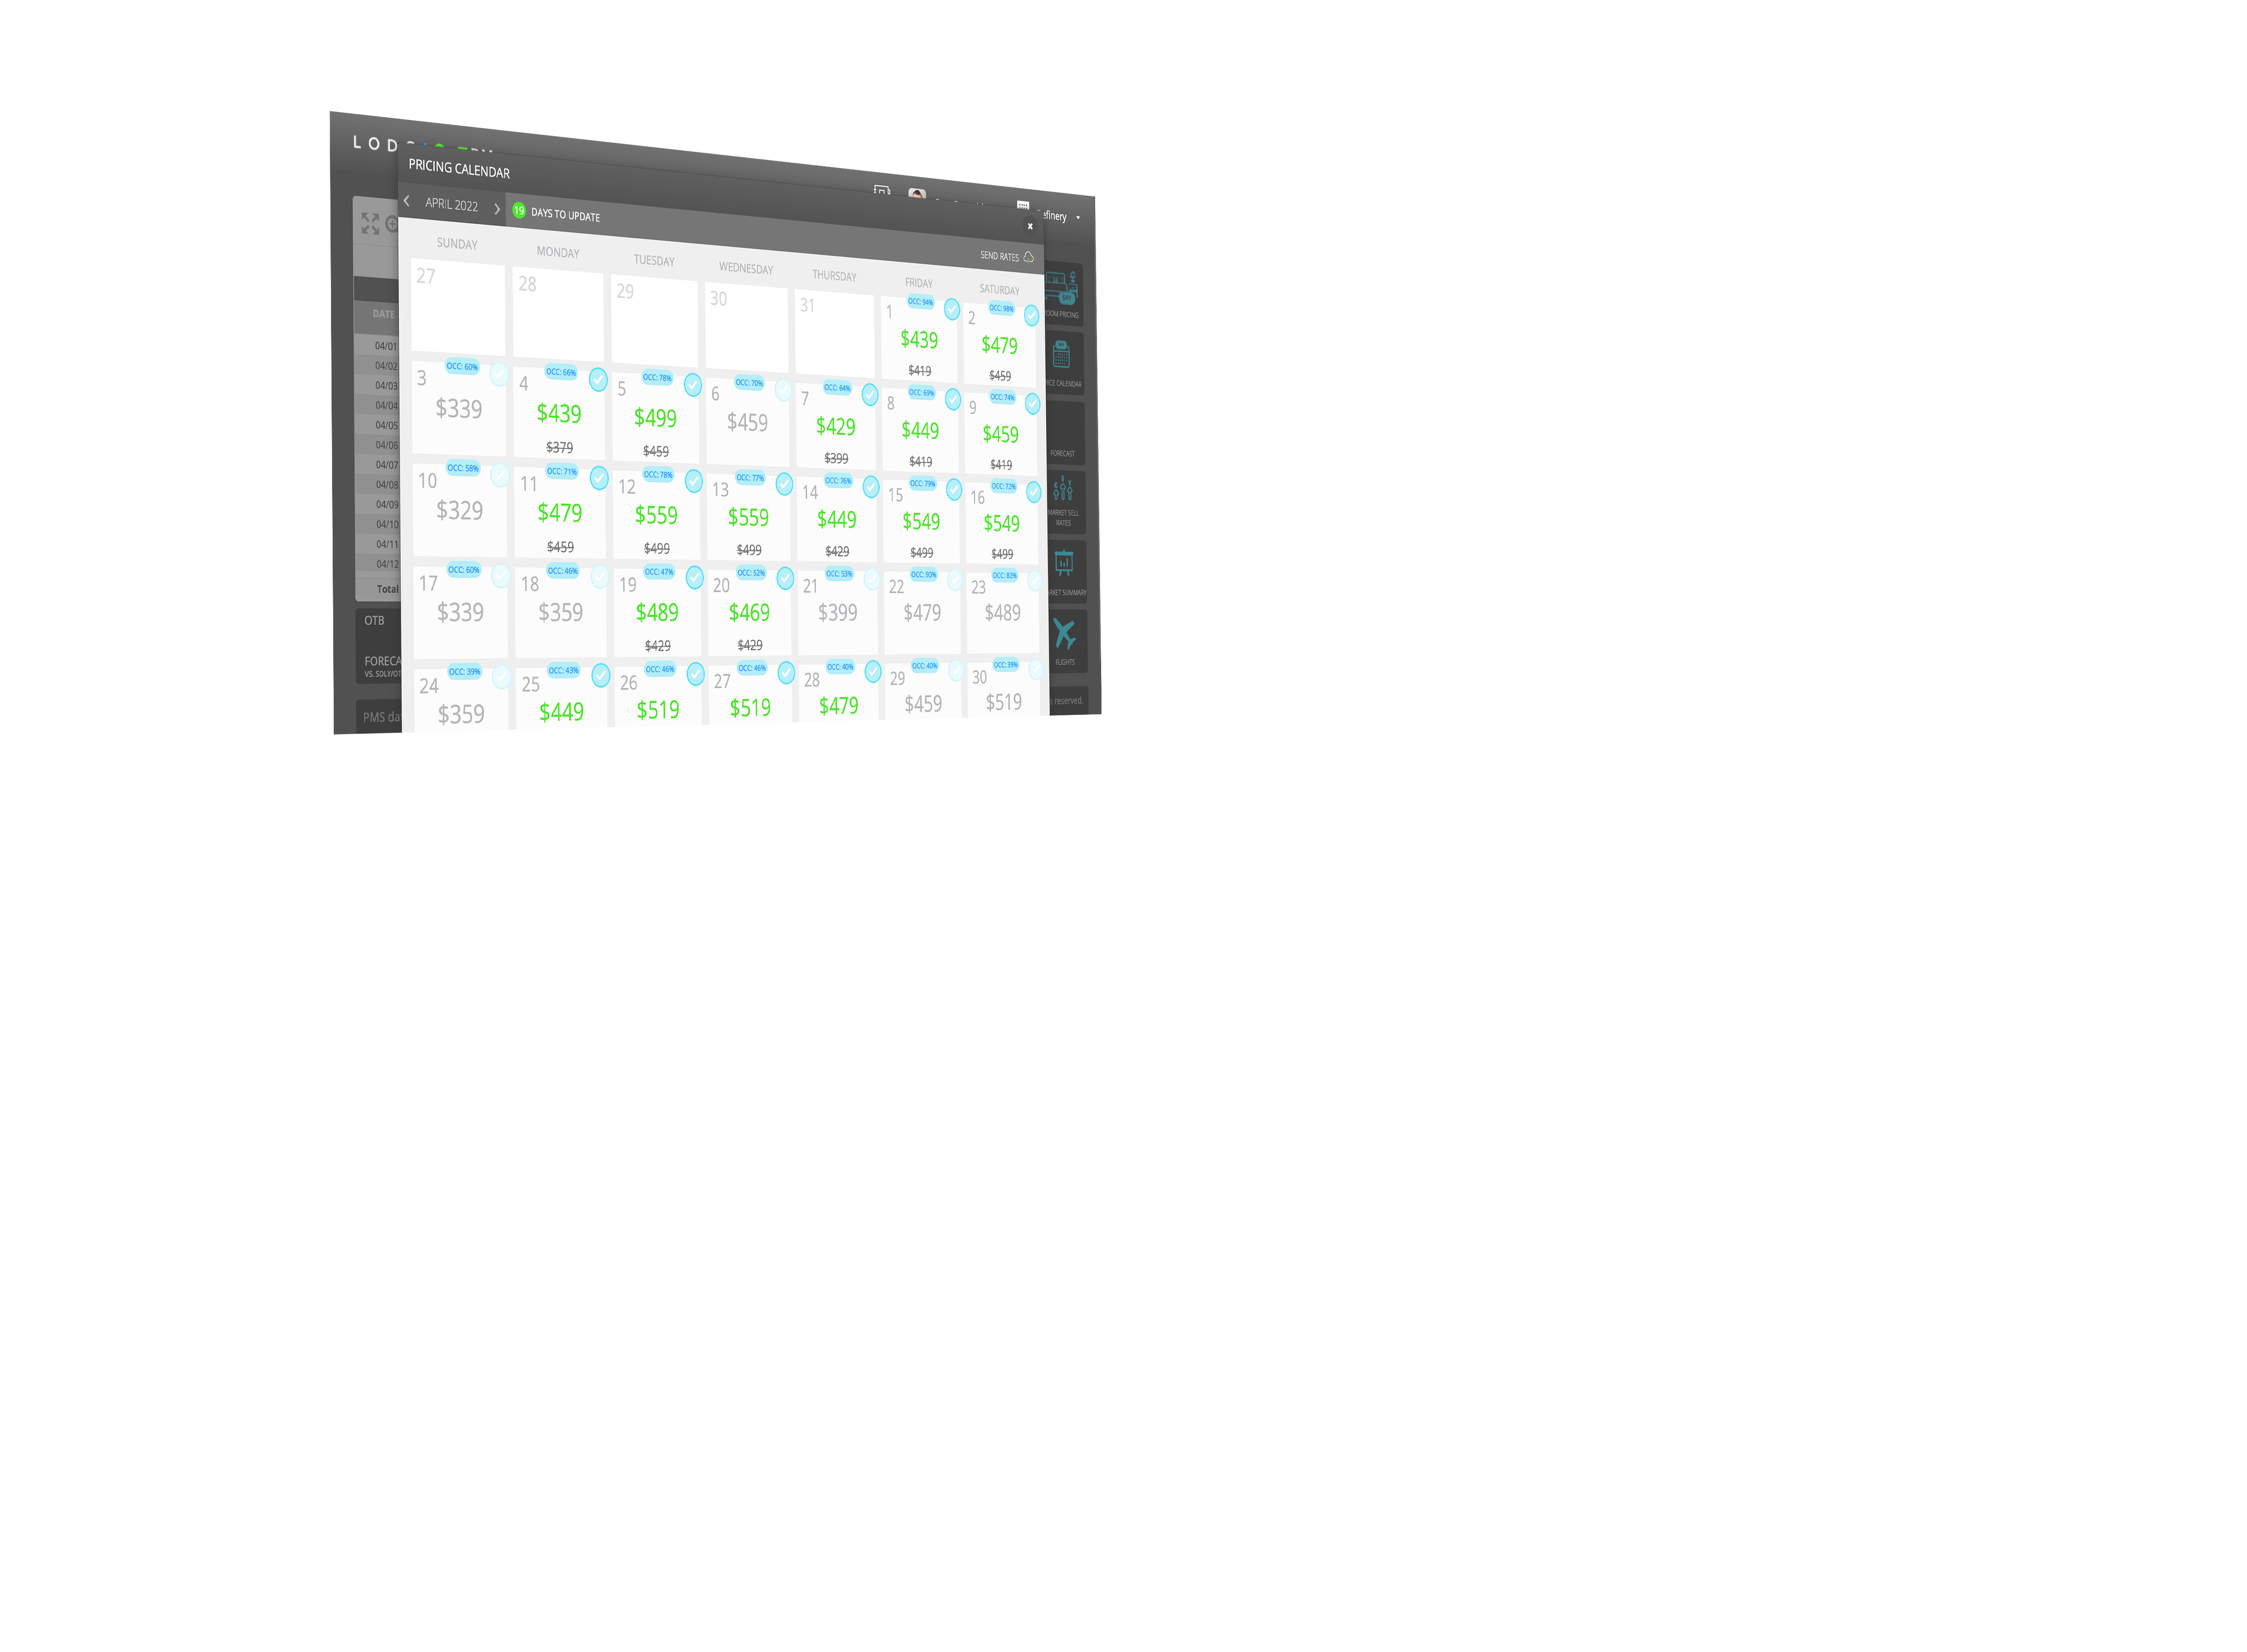 PRICING CALENDAR
efinery
APRIL 2022
19 DAYS TO UPDATE
SEND RATES
SUNDAY MONDAY TUESDAY WEDNESDAY THURSDAY FRIDAY SATURDAY
27 28 29 30 31 1 OCC: 94% 2 OCC: 98%
$439 $479
$419 $459
3 OCC: 60% 4 OCC: 66% 5 OCC: 78% 6 OCC: 70% 7 OCC: 64% 8 OCC: 69% 9 OCC: 74%
$339 $439 $499 $459 $429 $449 $459
$379 $459 $399 $419 $419
10 OCC: 58% 11 OCC: 71% 12 OCC: 78% 13 OCC: 77% 14 OCC: 76% 15 OCC: 79% 16 OCC: 72%
$329 $479 $559 $559 $449 $549 $549
$459 $499 $499 $429 $499 $499
17 OCC: 60% 18 OCC: 46% 19 OCC: 47% 20 OCC: 52% 21 OCC: 53% 22 OCC: 90% 23 OCC: 82%
$339 $359 $489 $469 $399 $479 $489
$429 $429
24 OCC: 39% 25 OCC: 43% 26 OCC: 46% 27 OCC: 46% 28 OCC: 40% 29 OCC: 40% 30 OCC: 39%
$359 $449 $519 $519 $479 $459 $519
DATE
04/01
04/02
04/03
04/04
04/05
04/06
04/07
04/08
04/09
04/10
04/11
04/12
Total
OTB
FORECA
VS. SDLY/OT
PMS da
OOM PRICING
ICE CALENDAR
FORECAST
MARKET SELL
RATES
RKET SUMMARY
FLIGHTS
reserved.